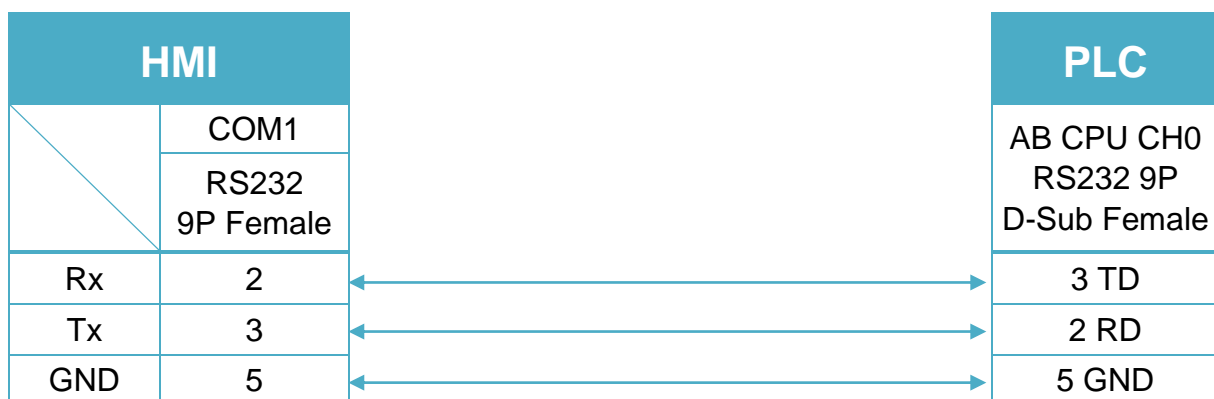 HMI
PLC
COM1
RS232
9P Female
AB CPU CH0
RS232 9P
D-Sub Female
Rx 2 3 TD
Tx 3 2 RD
GND 5 5 GND